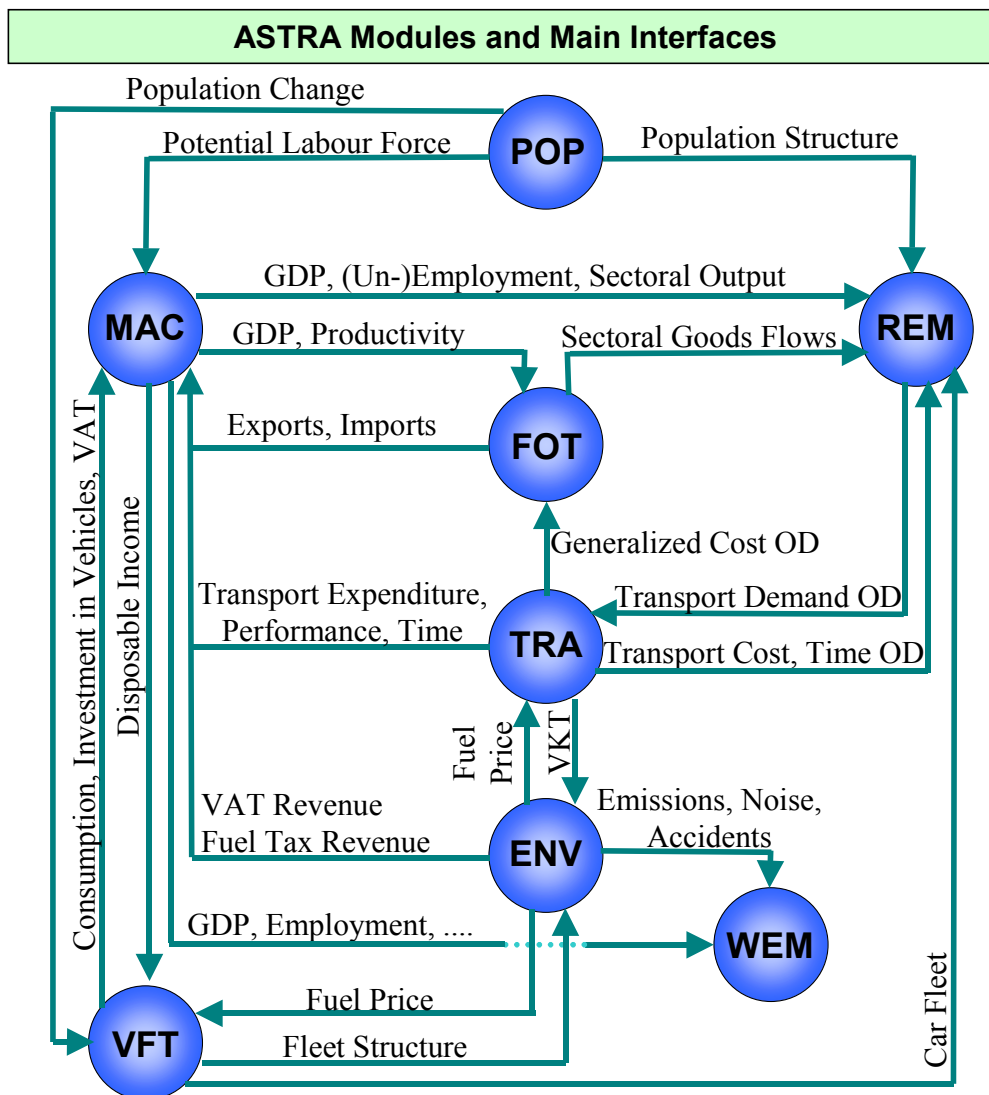 ASTRA Modules and Main Interfaces
Population Change
Potential Labour Force
POP
Population Structure
GDP, (Un-)Employment, Sectoral Output
MAC
REM
GDP, Productivity
Sectoral Goods Flows
Exports, Imports
FOT
Consumption, Investment in Vehicles, VAT
Disposable Income
Generalized Cost OD
Transport Expenditure,
Performance, Time
TRA
Transport Demand OD
Transport Cost, Time OD
Fuel
Price
VKT
VAT Revenue
Fuel Tax Revenue
ENV
Emissions, Noise,
Accidents
GDP, Employment, ....
WEM
Fuel Price
VFT
Fleet Structure
Car Fleet